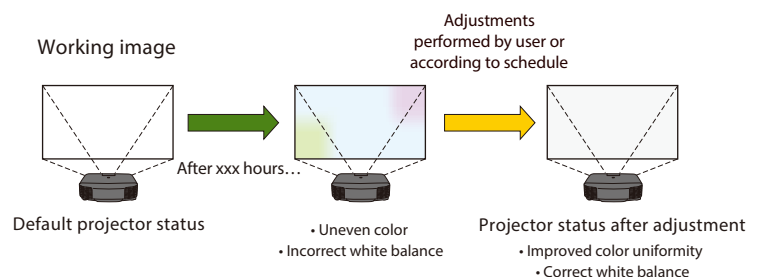 Working image
Adjustments
performed by user or
according to schedule
After xxx hours…
Default projector status
• Uneven color
• Incorrect white balance
Projector status after adjustment
• Improved color uniformity
• Correct white balance